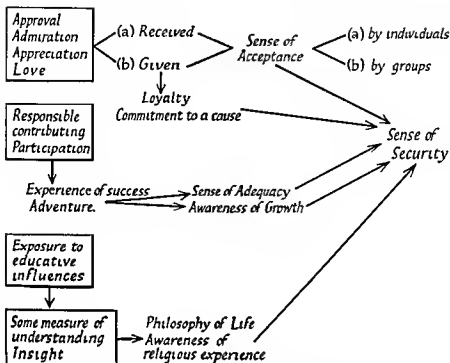 Approval
Admiration
Appreciation
Love
(a) Received
(b) Given
Sense of
Acceptance
(a) by individuals
(b) by groups
Loyalty
Commitment to a cause
Responsible
contributing
Participation
Sense of
Security
Experience of success
Adventure.
Sense of Adequacy
Awareness of Growth
Exposure to
educative
influences
Some measure of
understanding
Insight
Philosophy of Life
Awareness of
religious experience